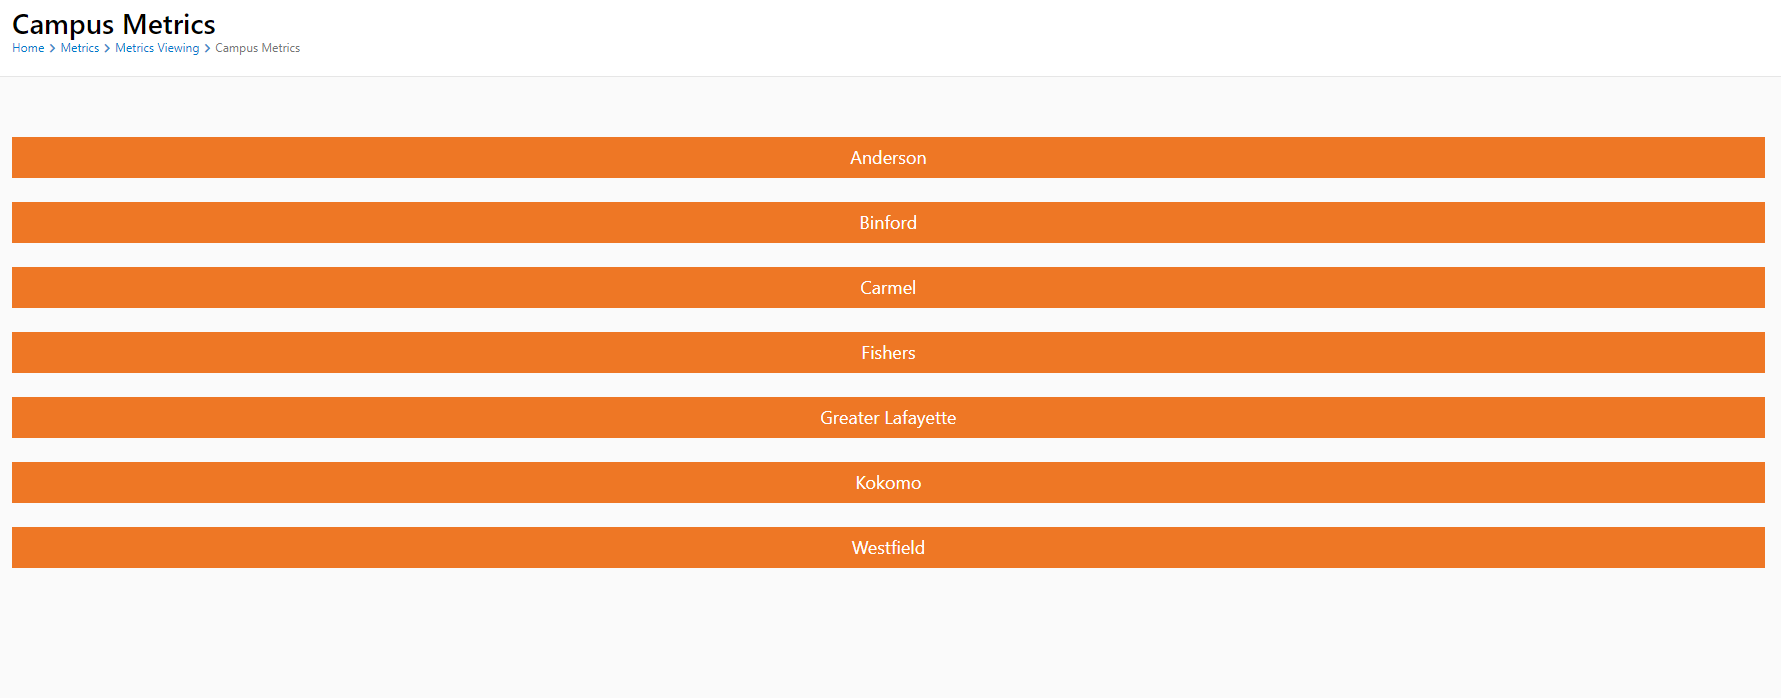 Campus Metrics
Home > Metrics > Metrics Viewing > Campus Metrics
Anderson
Binford
Carmel
Fishers
Greater Lafayette
Kokomo
Westfield